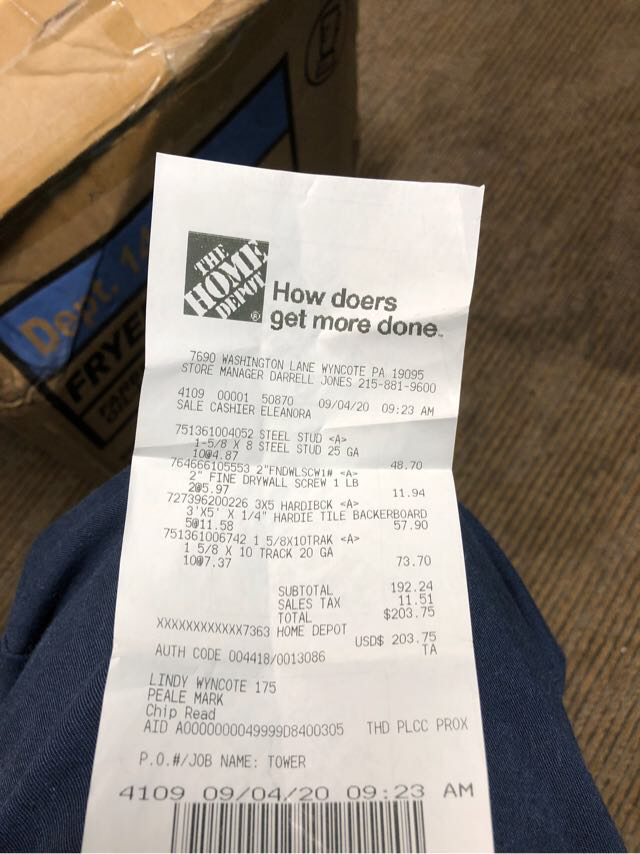 THE
HOME
DEPOT
®
How doers
get more done™
7690 WASHINGTON LANE WYNCOTE PA 19095
STORE MANAGER DARRELL JONES 215-881-9600
4109 00001 50870 09/04/20 09:23 AM
SALE CASHIER ELEANORA
751361004052 STEEL STUD <A>
1-5/8 X 8 STEEL STUD 25 GA
10@4.87 48.70
764666105553 2"FNDWLSCW1# <A>
2" FINE DRYWALL SCREW 1 LB
2@5.97 11.94
727396200226 3X5 HARDIBCK <A>
3'X5' X 1/4" HARDIE TILE BACKERBOARD
5@11.58 57.90
751361006742 1 5/8X10TRAK <A>
1 5/8 X 10 TRACK 20 GA
10@7.37 73.70
SUBTOTAL 192.24
SALES TAX 11.51
TOTAL $203.75
XXXXXXXXXXXX7363 HOME DEPOT
USD$ 203.75
AUTH CODE 004418/0013086 TA
LINDY WYNCOTE 175
PEALE MARK
Chip Read
AID A0000000049999D8400305 THD PLCC PROX
P.O.#/JOB NAME: TOWER
4109 09/04/20 09:23 AM
Dept. 14